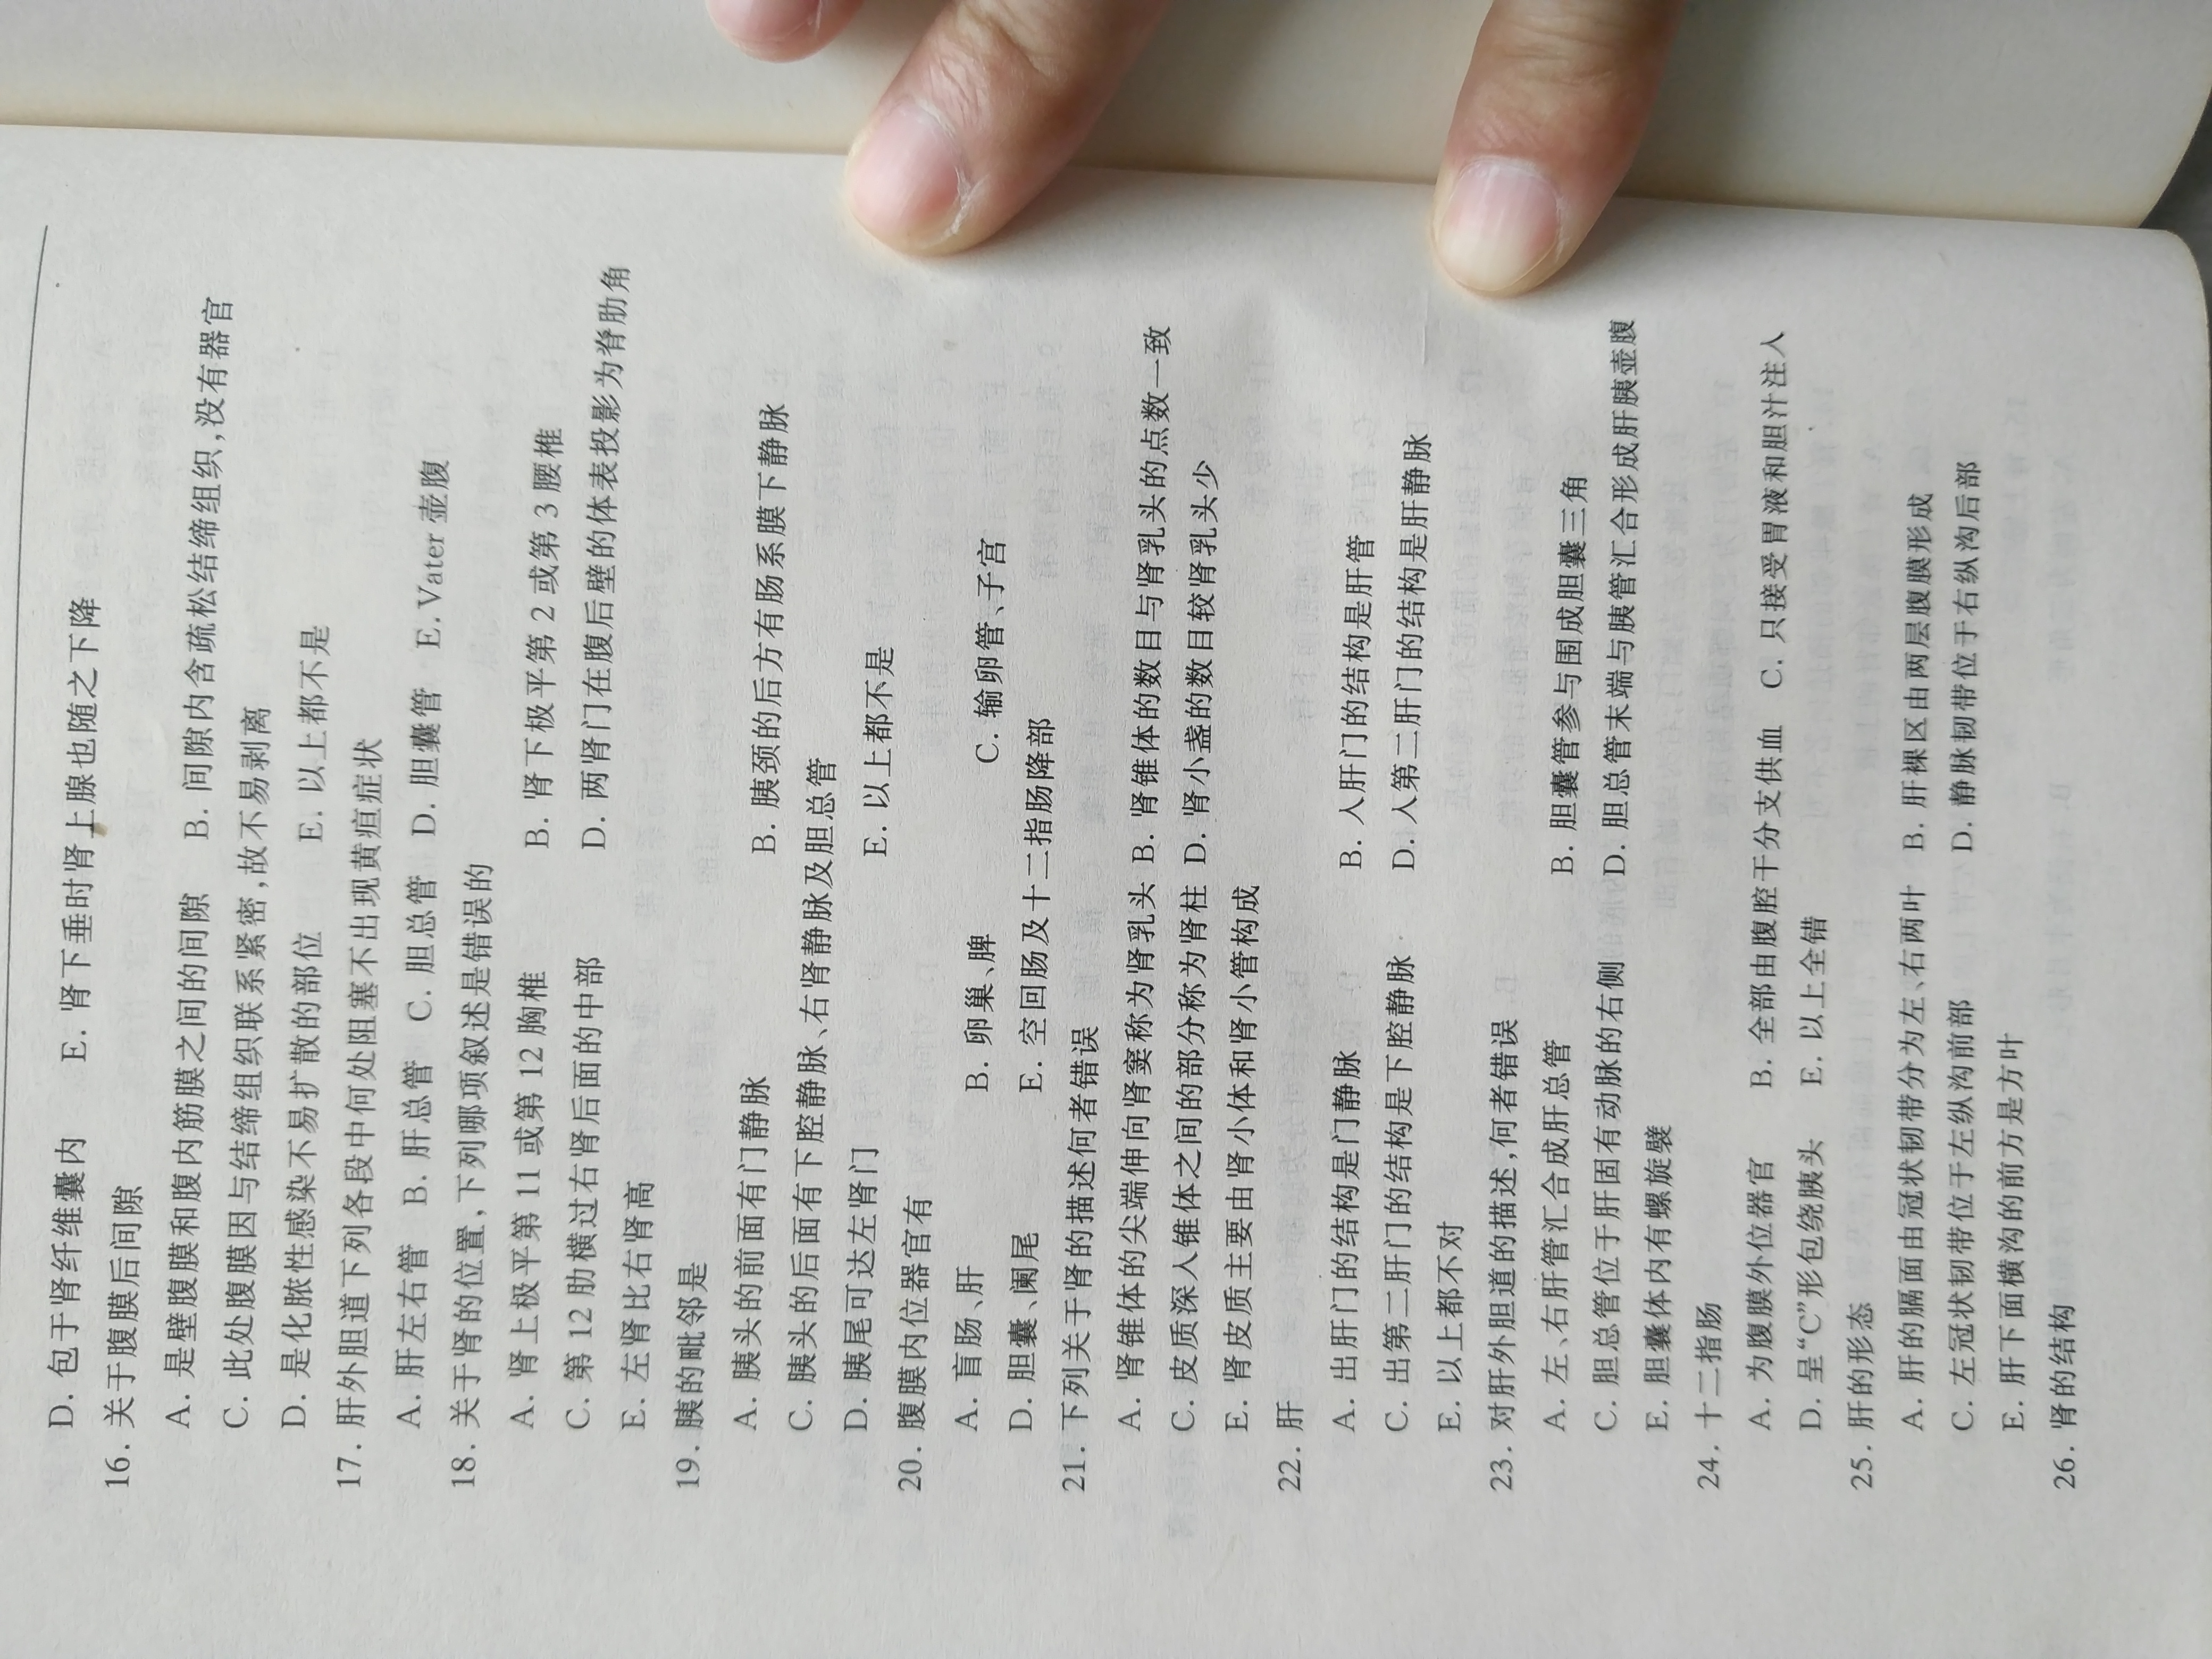 D. 包于肾纤维囊内 E. 肾下垂时肾上腺也随之下降
16. 关于腹膜后间隙
A. 是壁腹膜和腹内筋膜之间的间隙 B. 间隙内含疏松结缔组织,没有器官
C. 此处腹膜因与结缔组织联系紧密,故不易剥离
D. 是化脓性感染不易扩散的部位 E. 以上都不是
17. 肝外胆道下列各段中何处阻塞不出现黄疸症状
A. 肝左右管 B. 肝总管 C. 胆总管 D. 胆囊管 E. Vater 壶腹
18. 关于肾的位置,下列哪项叙述是错误的
A. 肾上极平第 11 或第 12 胸椎 B. 肾下极平第 2 或第 3 腰椎
C. 第 12 肋横过右肾后面的中部 D. 两肾门在腹后壁的体表投影为脊肋角
E. 左肾比右肾高
19. 胰的毗邻是
A. 胰头的前面有门静脉 B. 胰颈的后方有肠系膜下静脉
C. 胰头的后面有下腔静脉、右肾静脉及胆总管
D. 胰尾可达左肾门 E. 以上都不是
20. 腹膜内位器官有
A. 盲肠、肝 B. 卵巢、脾 C. 输卵管、子宫
D. 胆囊、阑尾 E. 空回肠及十二指肠降部
21. 下列关于肾的描述何者错误
A. 肾锥体的尖端伸向肾窦称为肾乳头 B. 肾锥体的数目与肾乳头的点数一致
C. 皮质深入锥体之间的部分称为肾柱 D. 肾小盏的数目较肾乳头少
E. 肾皮质主要由肾小体和肾小管构成
22. 肝
A. 出肝门的结构是门静脉 B. 入肝门的结构是肝管
C. 出第二肝门的结构是下腔静脉 D. 入第二肝门的结构是肝静脉
E. 以上都不对
23. 对肝外胆道的描述,何者错误
A. 左、右肝管汇合成肝总管 B. 胆囊管参与围成胆囊三角
C. 胆总管位于肝固有动脉的右侧 D. 胆总管末端与胰管汇合形成肝胰壶腹
E. 胆囊体内有螺旋襞
24. 十二指肠
A. 为腹膜外位器官 B. 全部由腹腔干分支供血 C. 只接受胃液和胆汁注入
D. 呈“C”形包绕胰头 E. 以上全错
25. 肝的形态
A. 肝的膈面由冠状韧带分为左、右两叶 B. 肝裸区由两层腹膜形成
C. 左冠状韧带位于左纵沟前部 D. 静脉韧带位于右纵沟后部
E. 肝下面横沟的前方是方叶
26. 肾的结构